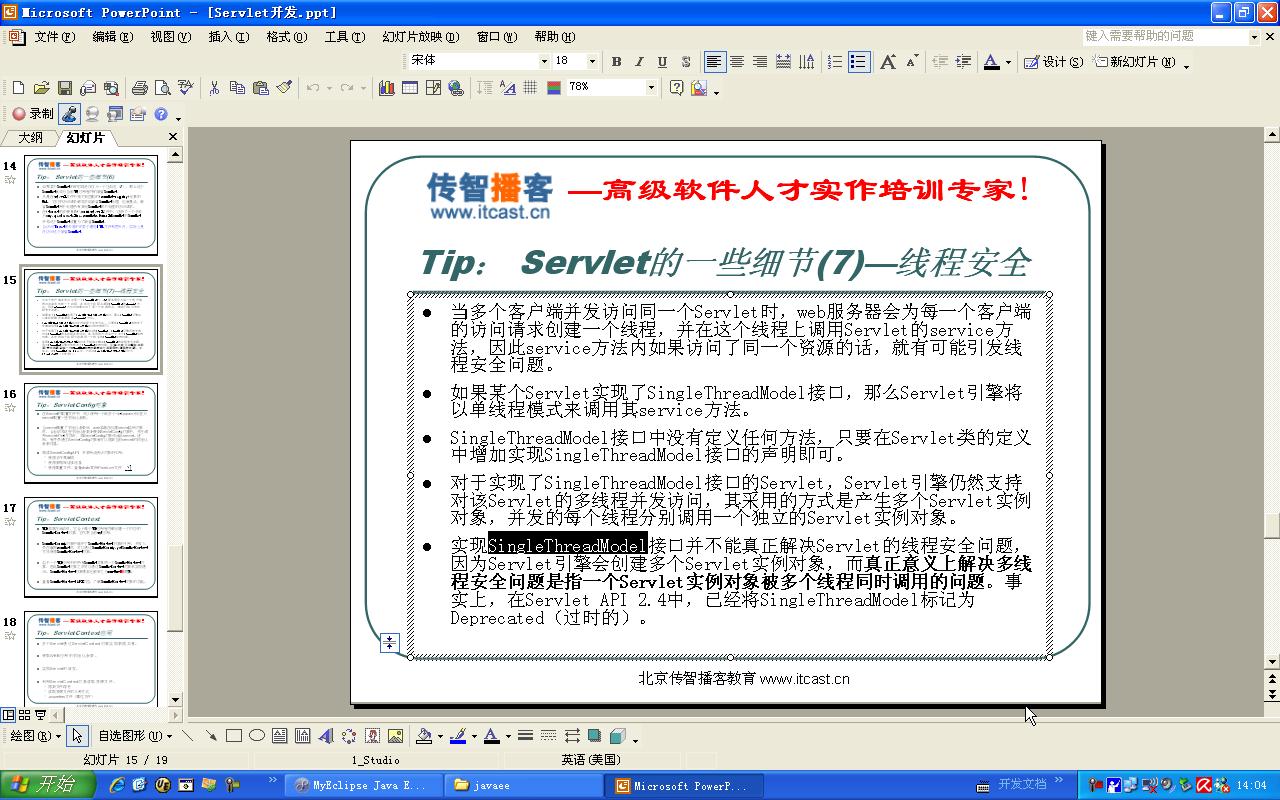 Microsoft PowerPoint - [Servlet开发.ppt]
文件(F) 编辑(E) 视图(V) 插入(I) 格式(O) 工具(T) 幻灯片放映(D) 窗口(W) 帮助(H) 键入需要帮助的问题
宋体 18 B I U S A A A 设计(S) 新幻灯片(N)
78%
录制
大纲 幻灯片
14
15
16
17
18
传智播客 —高级软件人才实作培训专家!
www.itcast.cn
Tip： Servlet的一些细节(7)—线程安全
当多个客户端并发访问同一个Servlet时，web服务器会为每一个客户端
的访问请求创建一个线程，并在这个线程上调用Servlet的service方
法，因此service方法内如果访问了同一个资源的话，就有可能引发线
程安全问题。
如果某个Servlet实现了SingleThreadModel接口，那么Servlet引擎将
以单线程模式来调用其service方法。
SingleThreadModel接口中没有定义任何方法，只要在Servlet类的定义
中增加实现SingleThreadModel接口的声明即可。
对于实现了SingleThreadModel接口的Servlet，Servlet引擎仍然支持
对该Servlet的多线程并发访问，其采用的方式是产生多个Servlet实例
对象，并发的每个线程分别调用一个独立的Servlet实例对象。
实现SingleThreadModel接口并不能真正解决Servlet的线程安全问题，
因为Servlet引擎会创建多个Servlet实例对象，而真正意义上解决多线
程安全问题是指一个Servlet实例对象被多个线程同时调用的问题。事
实上，在Servlet API 2.4中，已经将SingleThreadModel标记为
Deprecated（过时的）。
北京传智播客教育 www.itcast.cn
绘图(R) 自选图形(U)
幻灯片 15 / 19 1_Studio 英语(美国)
开始 MyEclipse Java E... javaee Microsoft PowerP... 开发文档 14:04